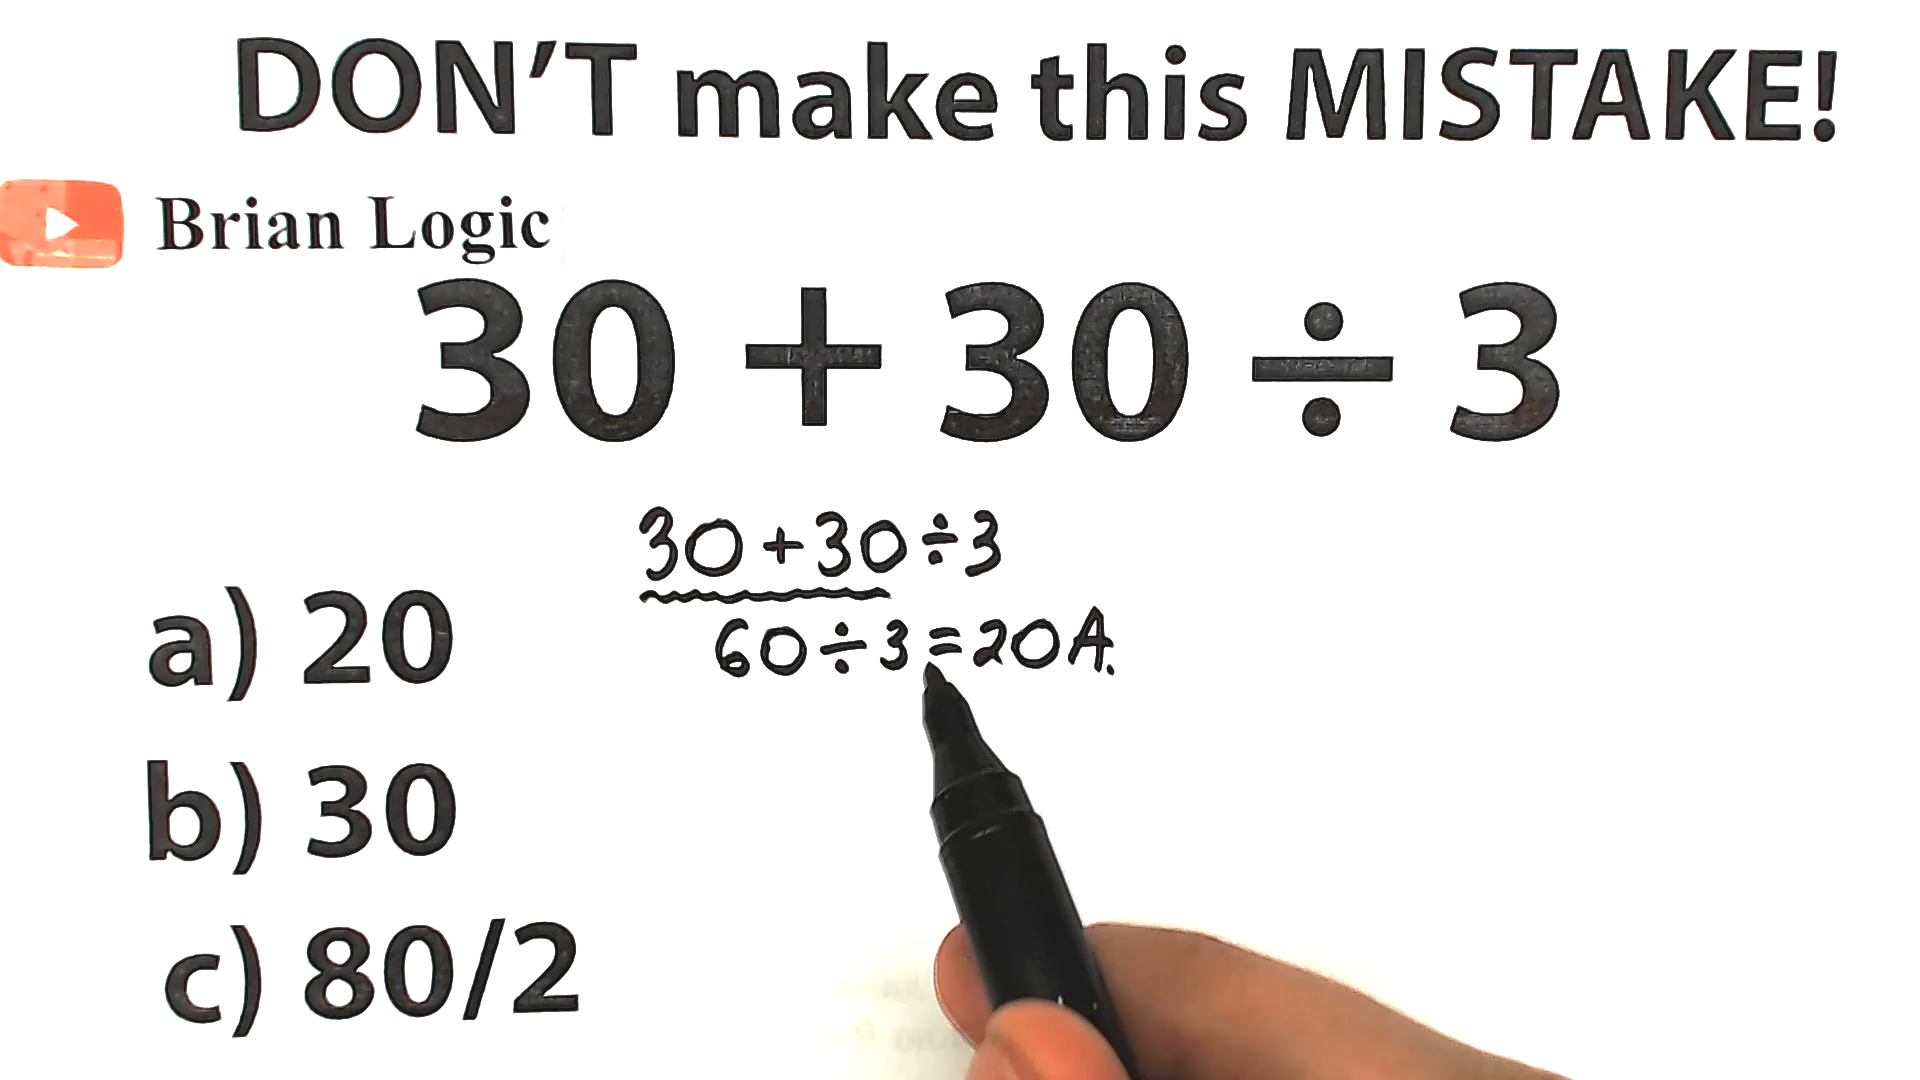 DON'T make this MISTAKE!
Brian Logic
30 + 30 ÷ 3
30+30÷3
60÷3=20A.
a) 20
b) 30
c) 80/2